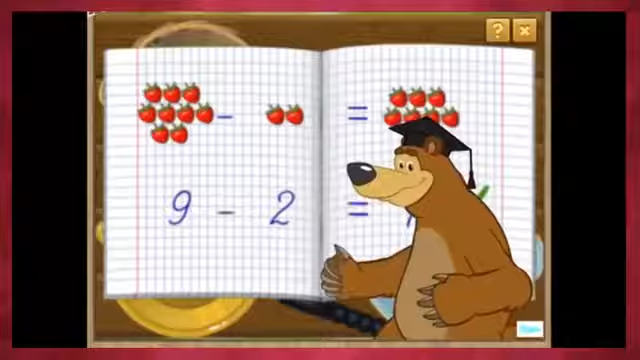 ? ×
- =
9 - 2 =